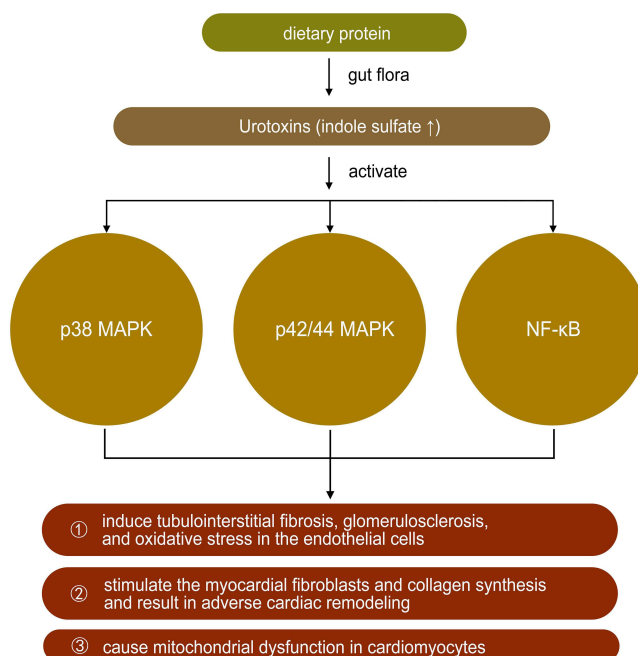 dietary protein
gut flora
Urotoxins (indole sulfate ↑)
activate
p38 MAPK
p42/44 MAPK
NF-κB
① induce tubulointerstitial fibrosis, glomerulosclerosis,
and oxidative stress in the endothelial cells
② stimulate the myocardial fibroblasts and collagen synthesis
and result in adverse cardiac remodeling
③ cause mitochondrial dysfunction in cardiomyocytes